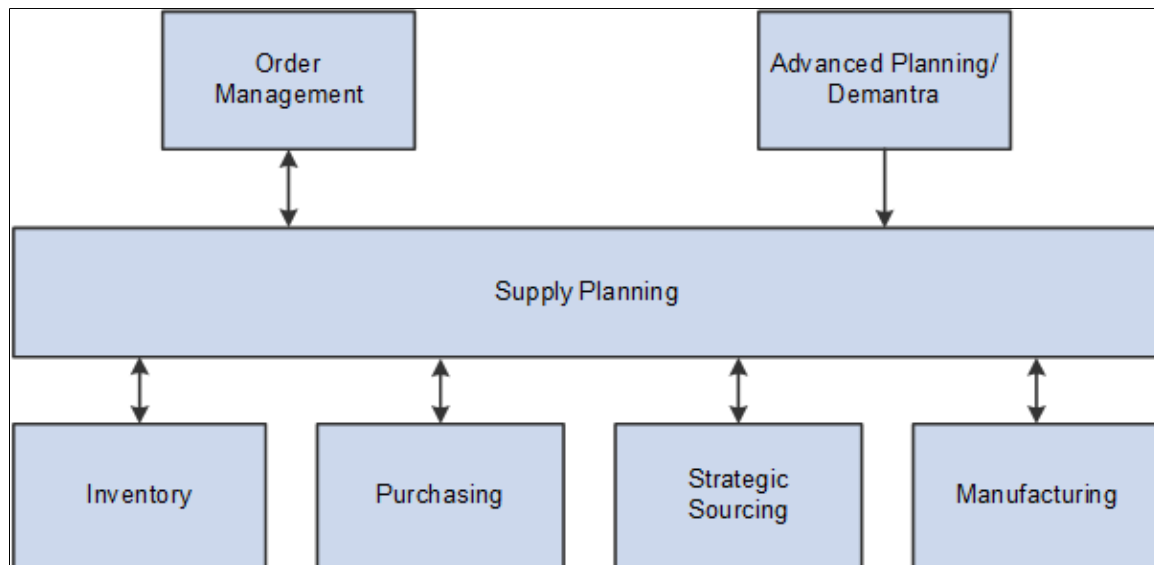 Order
Management
Advanced Planning/
Demantra
Supply Planning
Inventory
Purchasing
Strategic
Sourcing
Manufacturing